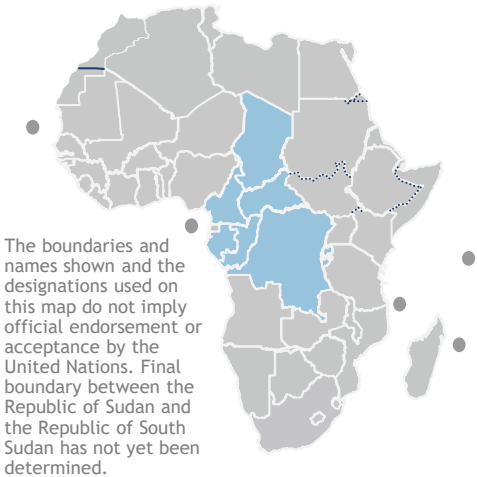 The boundaries and
names shown and the
designations used on
this map do not imply
official endorsement or
acceptance by the
United Nations. Final
boundary between the
Republic of Sudan and
the Republic of South
Sudan has not yet been
determined.